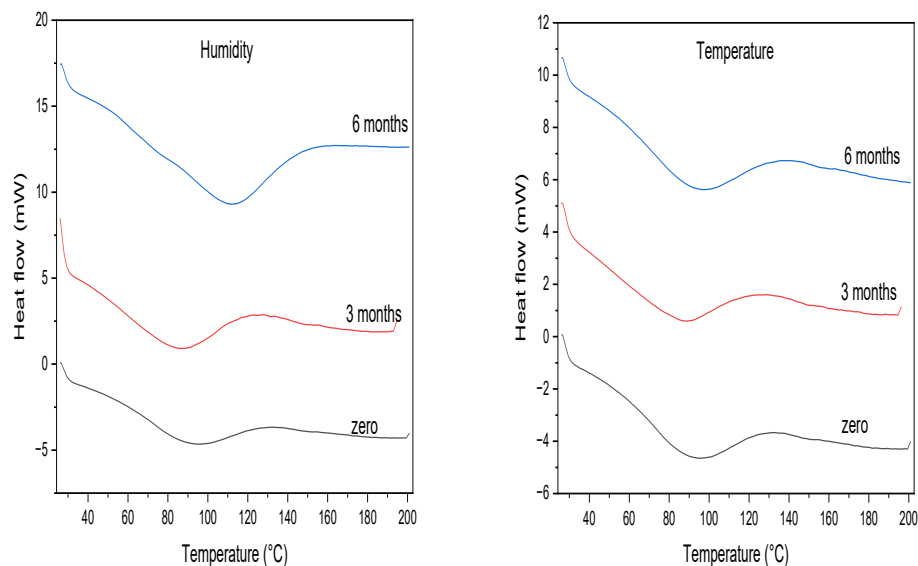 Humidity
20
15
10
5
0
−5
Heat flow (mW)
6 months
3 months
zero
40 60 80 100 120 140 160 180 200
Temperature (°C)
Temperature
12
10
8
6
4
2
0
−2
−4
−6
Heat flow (mW)
6 months
3 months
zero
40 60 80 100 120 140 160 180 200
Temperature (°C)